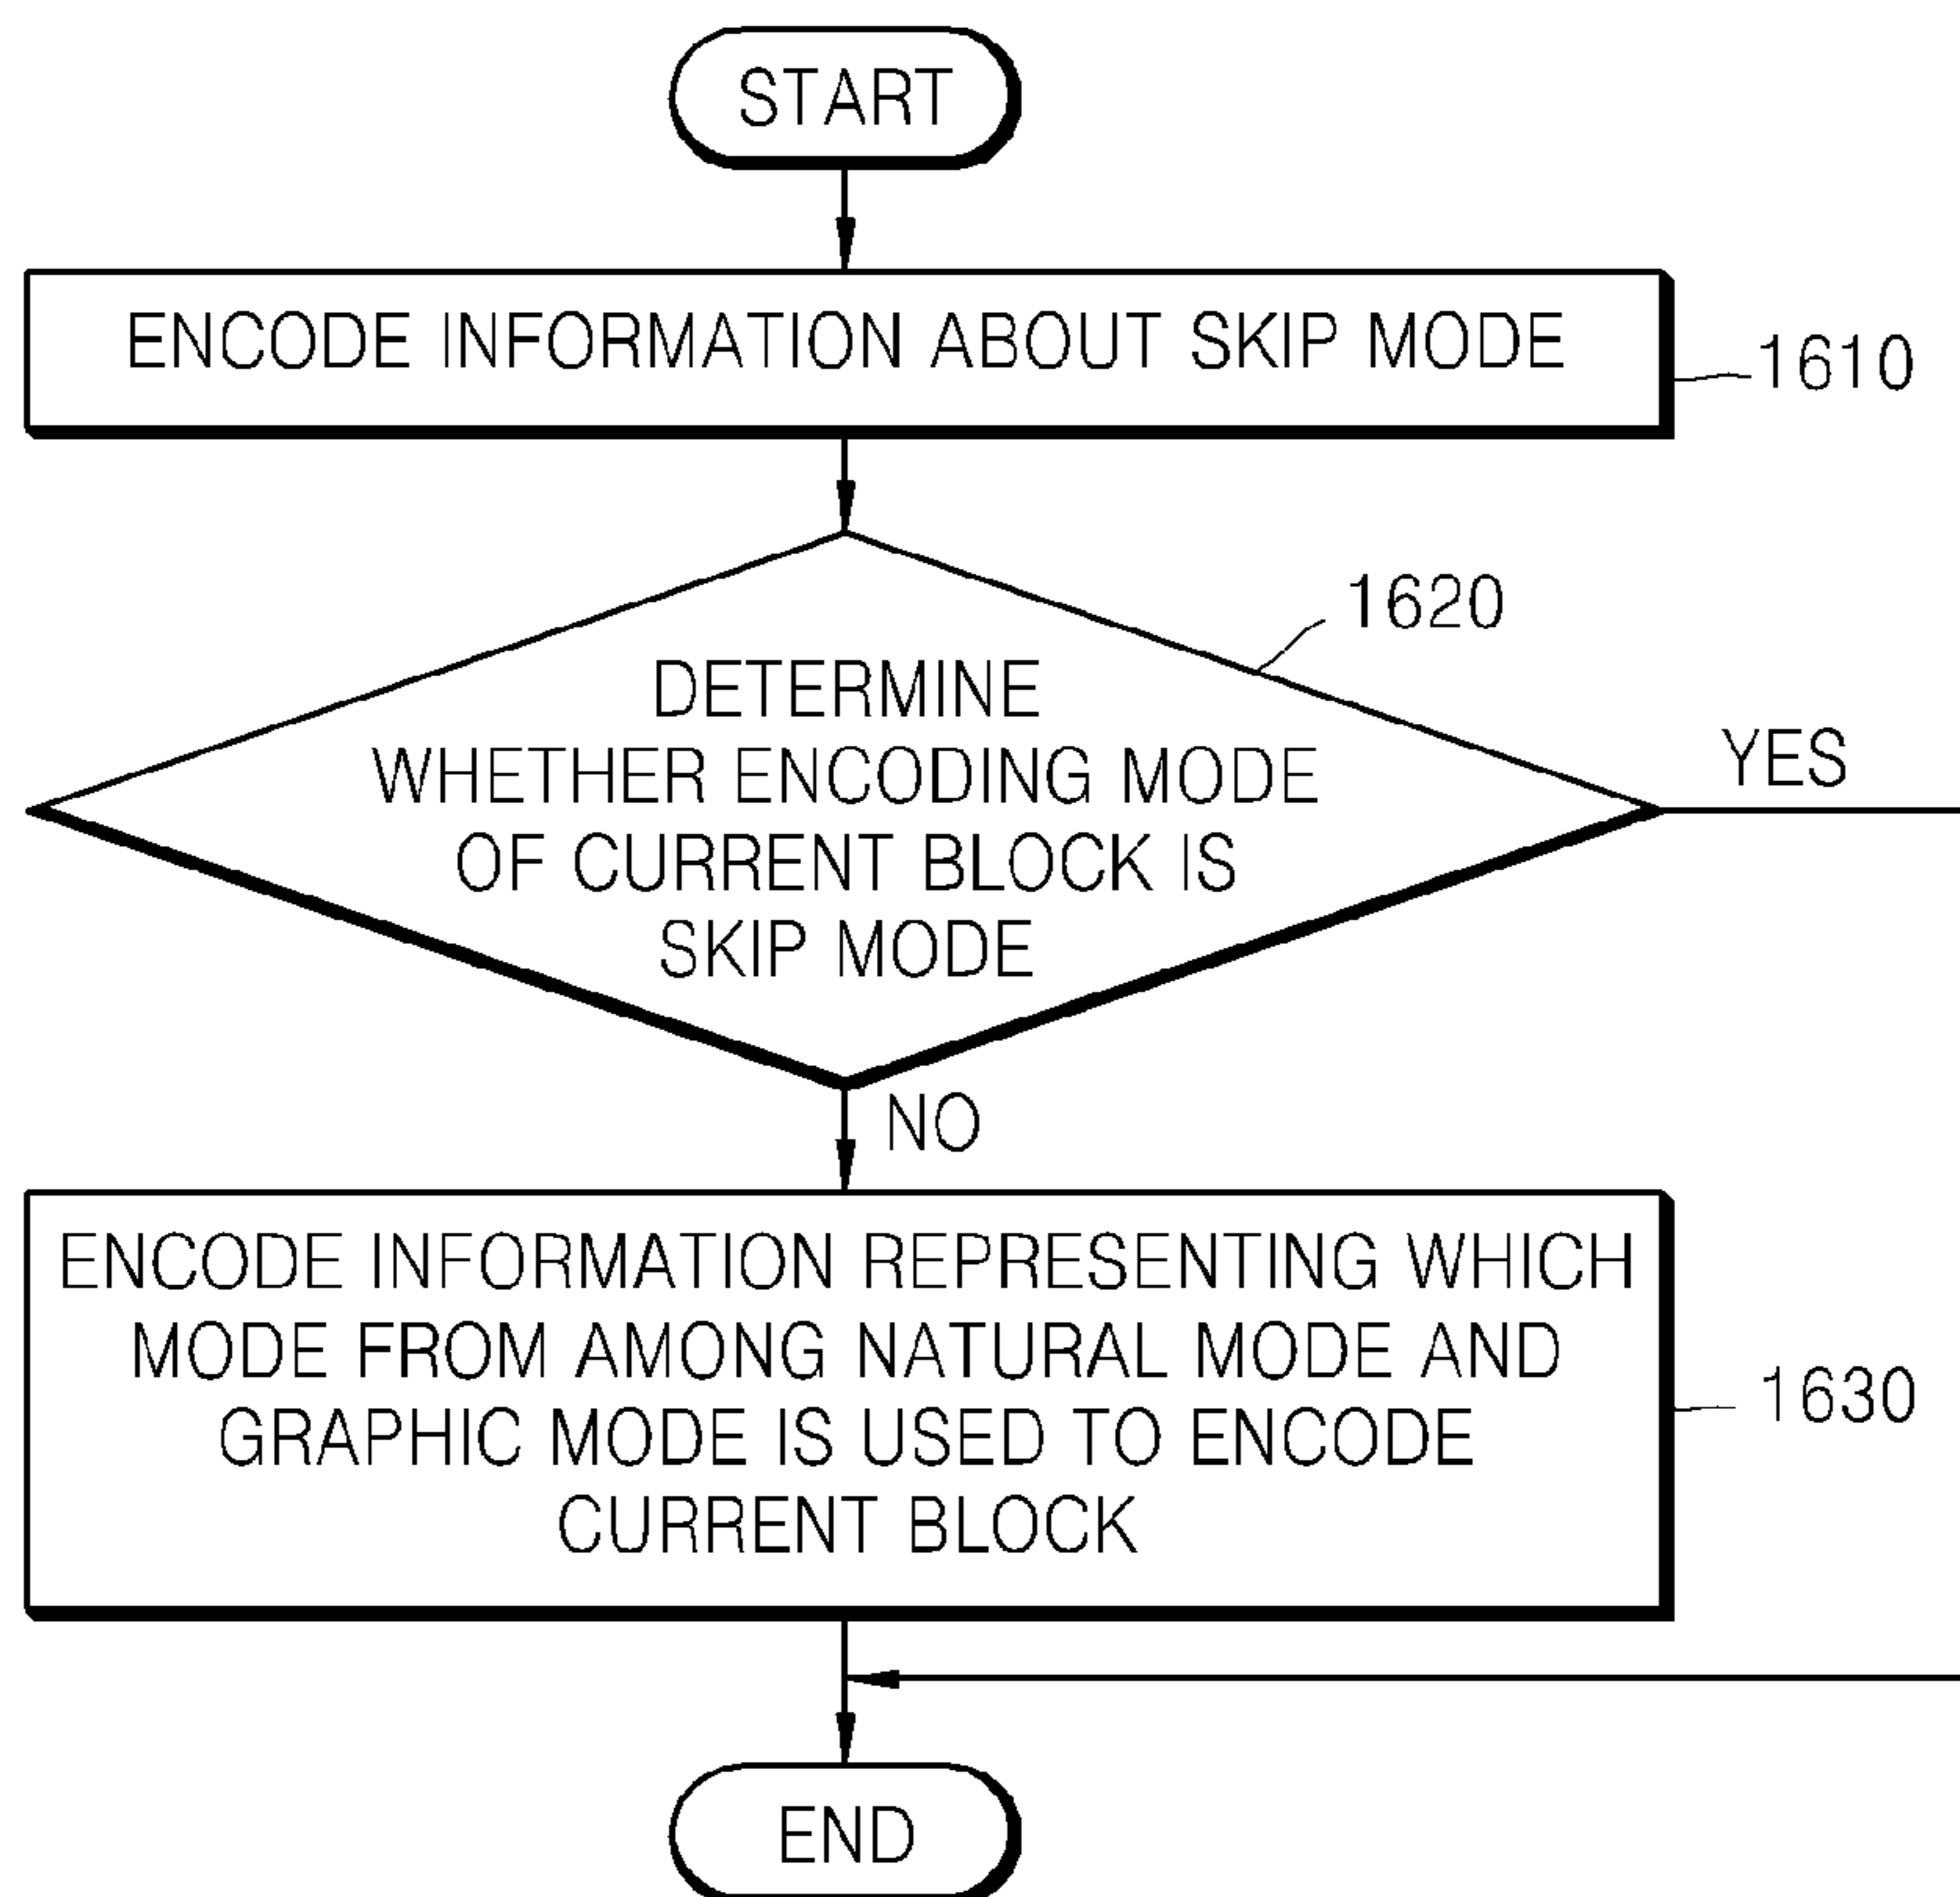 START
ENCODE INFORMATION ABOUT SKIP MODE
1610
1620
DETERMINE
WHETHER ENCODING MODE
OF CURRENT BLOCK IS
SKIP MODE
YES
NO
ENCODE INFORMATION REPRESENTING WHICH
MODE FROM AMONG NATURAL MODE AND
GRAPHIC MODE IS USED TO ENCODE
CURRENT BLOCK
1630
END